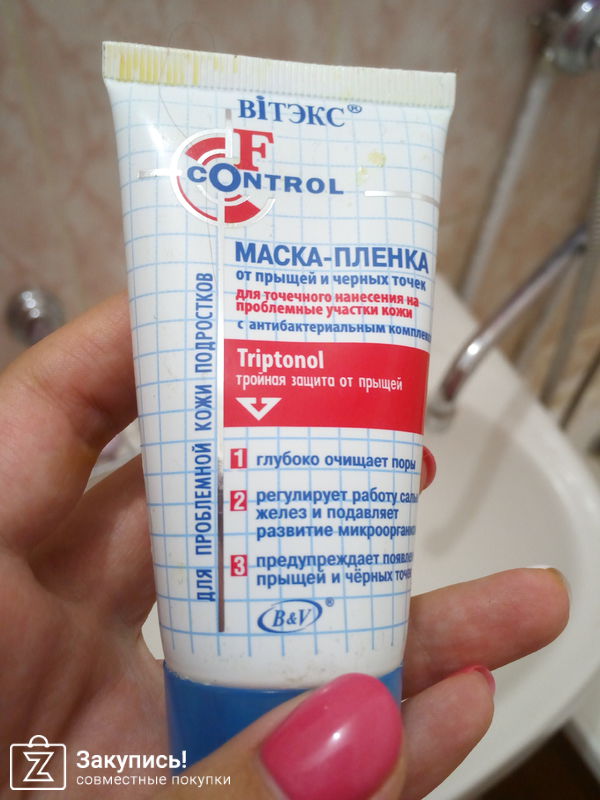 ВIТЭКС®
F
CONTROL
МАСКА-ПЛЕНКА
от прыщей и черных точек
для точечного нанесения на
проблемные участки кожи
с антибактериальным
Triptonol
тройная защита от прыщей
1 глубоко очищает поры
2 регулирует работу
желез и подавляет
развитие
3 предупреждает
прыщей и чёрных точек
ДЛЯ ПРОБЛЕМНОЙ КОЖИ ПОДРОСТКОВ
B&V®
Z
Закупись!
совместные покупки